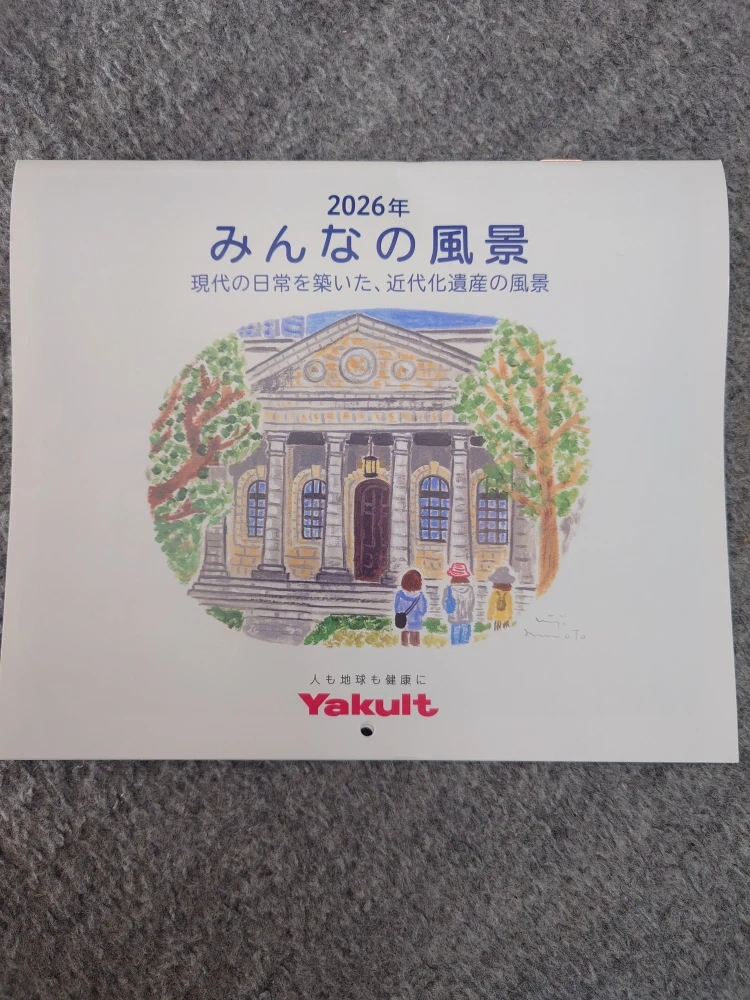 2026年
みんなの風景
現代の日常を築いた、近代化遺産の風景
人も地球も健康に
Yakult